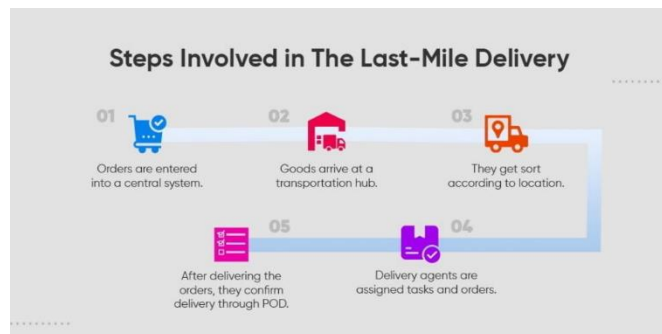 Steps Involved in The Last-Mile Delivery
01
Orders are entered
into a central system.
02
Goods arrive at a
transportation hub.
03
They get sort
according to location.
04
Delivery agents are
assigned tasks and orders.
05
After delivering the
orders, they confirm
delivery through POD.